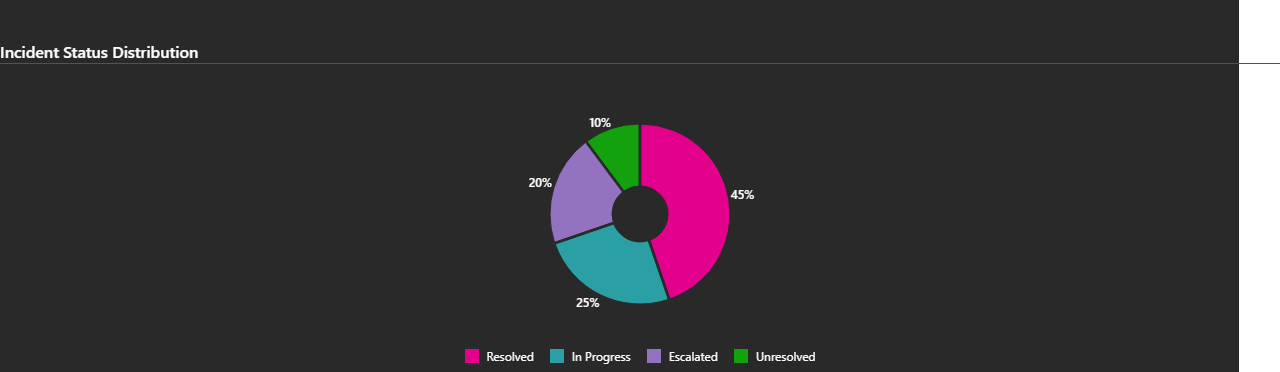 Incident Status Distribution
10%
20%
45%
25%
Resolved In Progress Escalated Unresolved